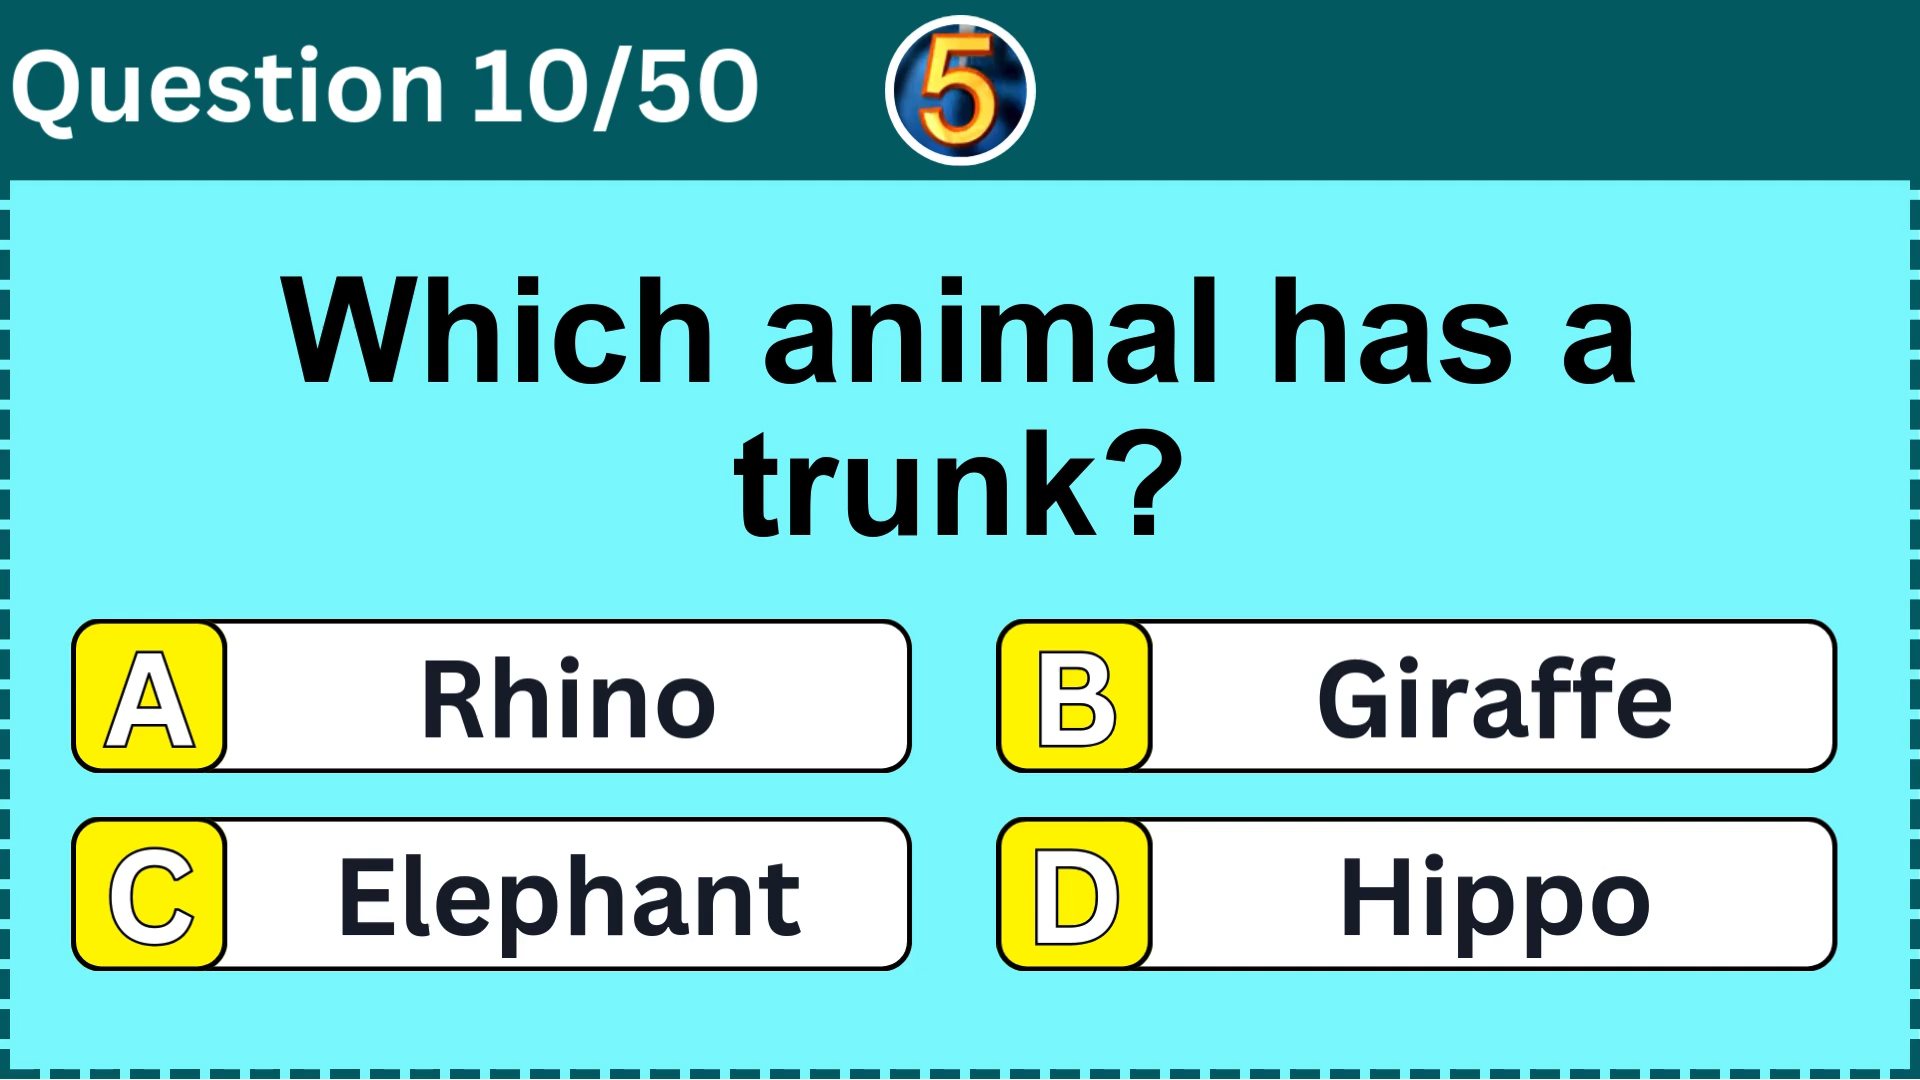 Question 10/50
5
Which animal has a
trunk?
A Rhino
B Giraffe
C Elephant
D Hippo